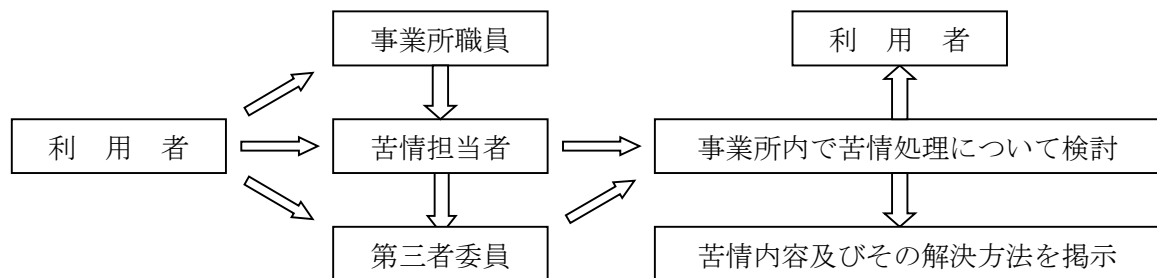 事業所職員
利　用　者
利　用　者
苦情担当者
事業所内で苦情処理について検討
第三者委員
苦情内容及びその解決方法を掲示